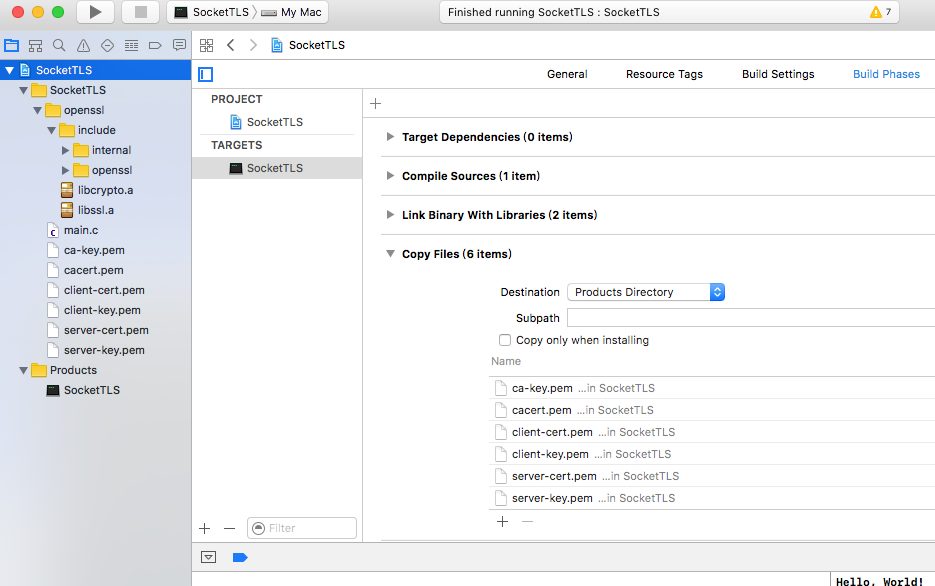 SocketTLS My Mac
Finished running SocketTLS : SocketTLS
7
SocketTLS
SocketTLS
SocketTLS
openssl
include
internal
openssl
libcrypto.a
libssl.a
main.c
ca-key.pem
cacert.pem
client-cert.pem
client-key.pem
server-cert.pem
server-key.pem
Products
SocketTLS
General Resource Tags Build Settings Build Phases
PROJECT
SocketTLS
TARGETS
SocketTLS
Filter
Target Dependencies (0 items)
Compile Sources (1 item)
Link Binary With Libraries (2 items)
Copy Files (6 items)
Destination Products Directory
Subpath
Copy only when installing
Name
ca-key.pem ...in SocketTLS
cacert.pem ...in SocketTLS
client-cert.pem ...in SocketTLS
client-key.pem ...in SocketTLS
server-cert.pem ...in SocketTLS
server-key.pem ...in SocketTLS
Hello, World!